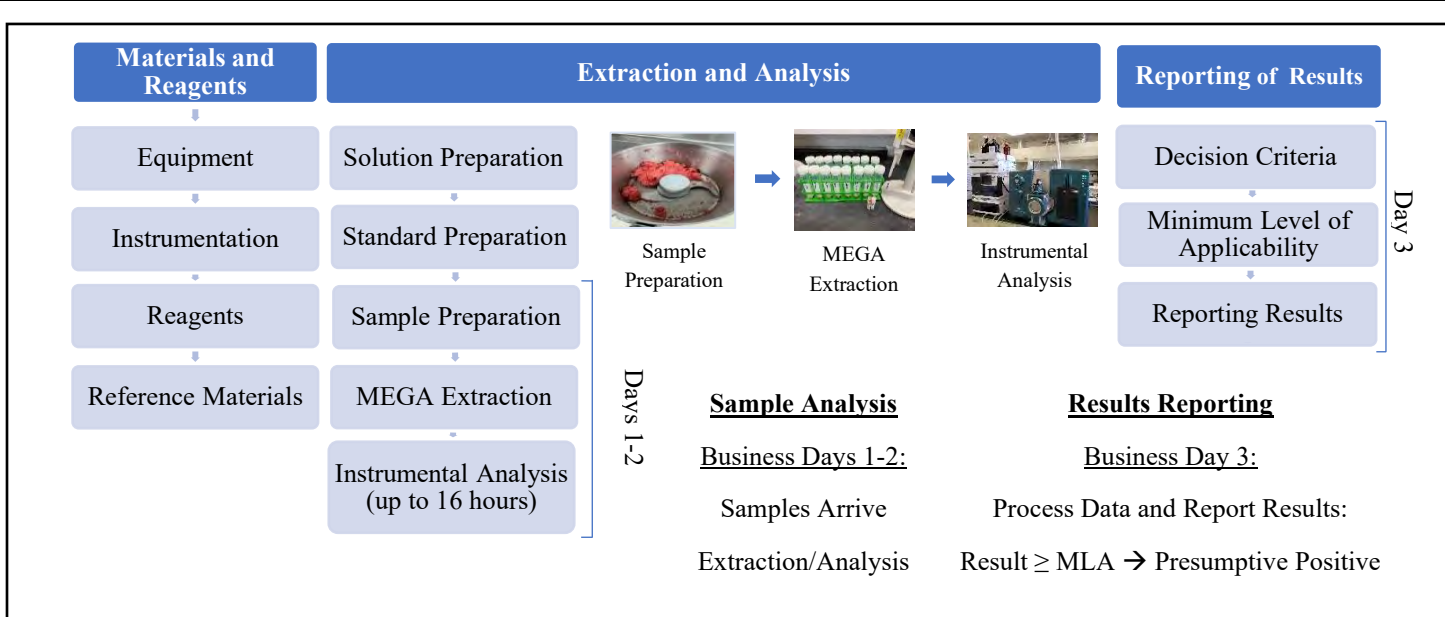 Materials and
Reagents
Equipment
Instrumentation
Reagents
Reference Materials
Extraction and Analysis
Solution Preparation
Standard Preparation
Sample Preparation
MEGA Extraction
Instrumental Analysis
(up to 16 hours)
Days 1-2
Sample
Preparation
MEGA
Extraction
Instrumental
Analysis
Reporting of Results
Decision Criteria
Minimum Level of
Applicability
Reporting Results
Day 3
Sample Analysis
Business Days 1-2:
Samples Arrive
Extraction/Analysis
Results Reporting
Business Day 3:
Process Data and Report Results:
Result ≥ MLA → Presumptive Positive